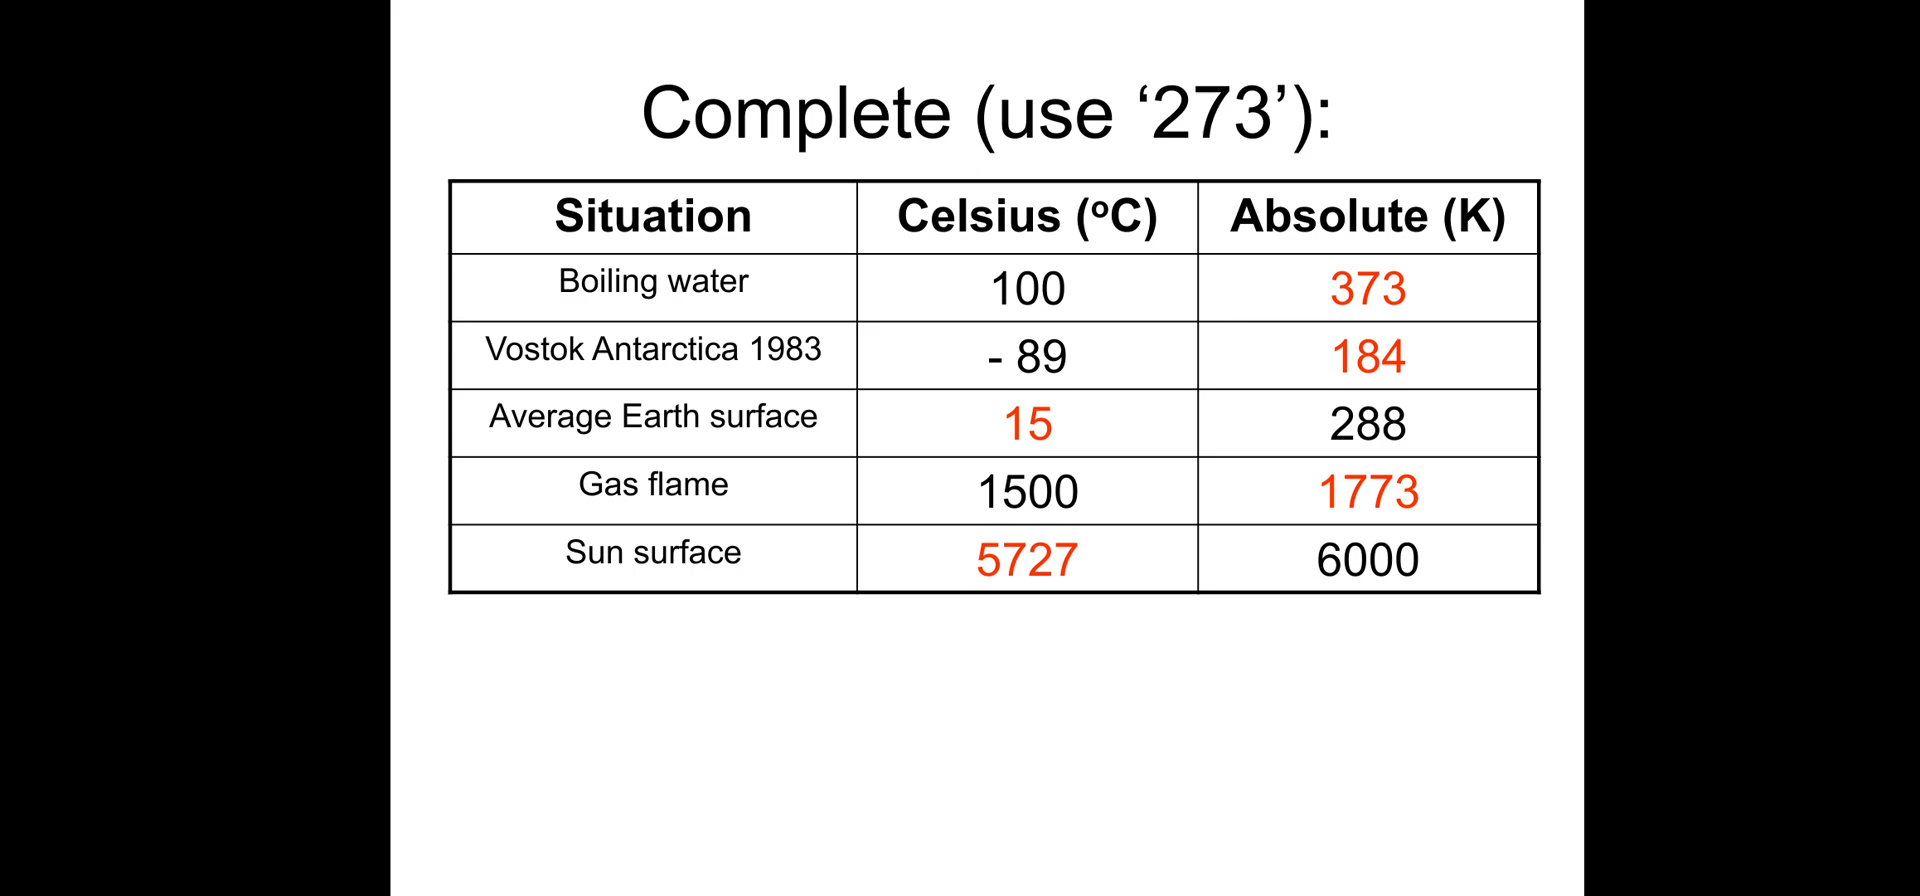 Complete (use ‘273’):
Situation Celsius (ºC) Absolute (K)
Boiling water 100 373
Vostok Antarctica 1983 - 89 184
Average Earth surface 15 288
Gas flame 1500 1773
Sun surface 5727 6000